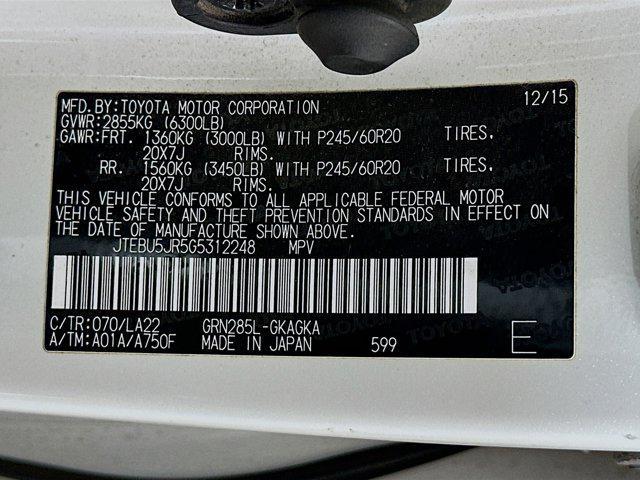 MFD.BY:TOYOTA MOTOR CORPORATION 12/15
GVWR:2855KG (6300LB)
GAWR:FRT. 1360KG (3000LB) WITH P245/60R20 TIRES.
20X7J RIMS.
RR. 1560KG (3450LB) WITH P245/60R20 TIRES.
20X7J RIMS.
THIS VEHICLE CONFORMS TO ALL APPLICABLE FEDERAL MOTOR
VEHICLE SAFETY AND THEFT PREVENTION STANDARDS IN EFFECT ON
THE DATE OF MANUFACTURE SHOWN ABOVE.
JTEBU5JR5G5312248 MPV
C/TR:070/LA22 GRN285L-GKAGKA
A/TM:A01A/A750F MADE IN JAPAN 599 E